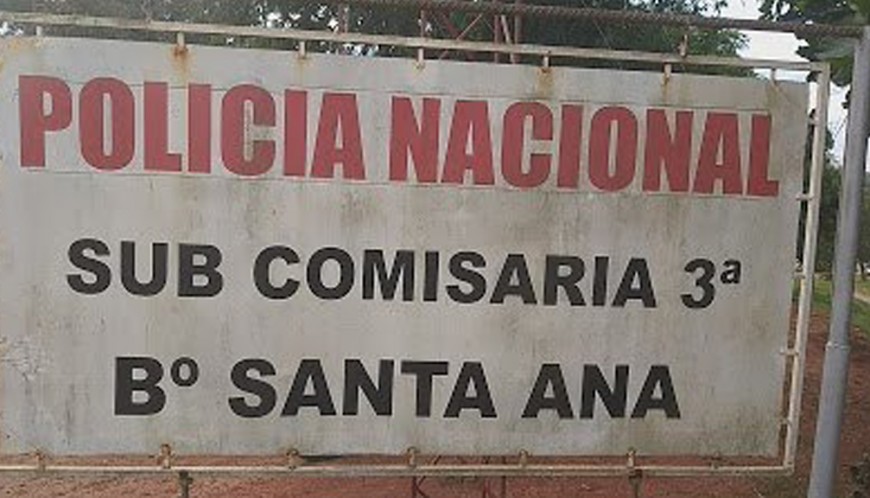 POLICIA NACIONAL
SUB COMISARIA 3ª
Bº SANTA ANA